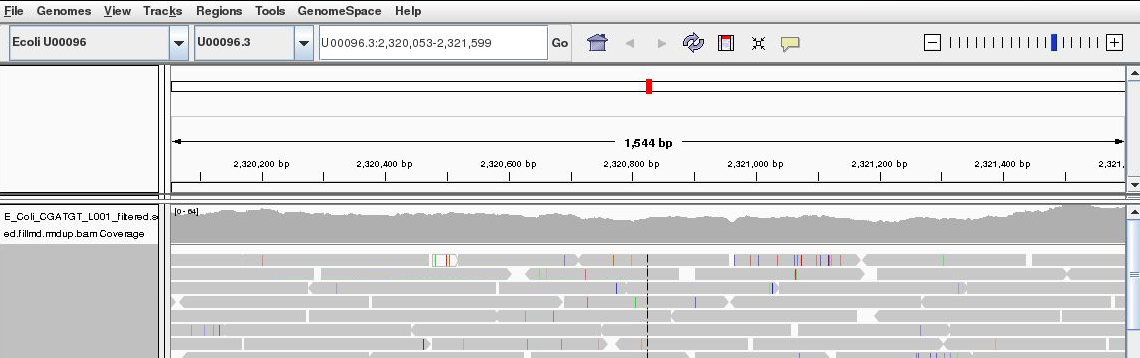 File Genomes View Tracks Regions Tools GenomeSpace Help
Ecoli U00096 U00096.3 U00096.3:2,320,053-2,321,599 Go
1,544 bp
2,320,200 bp 2,320,400 bp 2,320,600 bp 2,320,800 bp 2,321,000 bp 2,321,200 bp 2,321,400 bp 2,321,
E_Coli_CGATGT_L001_filtered.s [0 - 64]
ed.fillmd.rmdup.bam Coverage